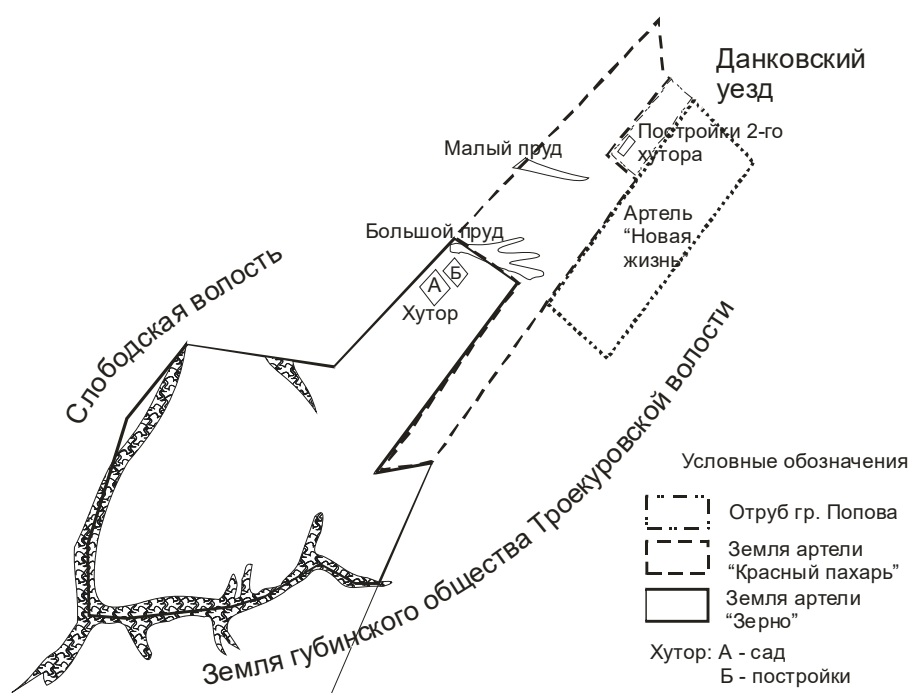 Данковский
уезд
Постройки 2-го
хутора
Малый пруд
Артель
“Новая
жизнь”
Большой пруд
А
Б
Хутор
Слободская волость
Земля губинского общества Троекуровской волости
Условные обозначения
Отруб гр. Попова
Земля артели
“Красный пахарь”
Земля артели
“Зерно”
Хутор: А - сад
Б - постройки